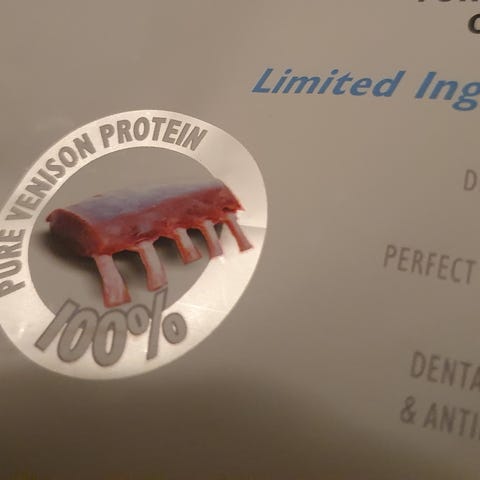 Limited Ing
PURE VENISON PROTEIN
100%
D
PERFECT
DENTA
& ANTI